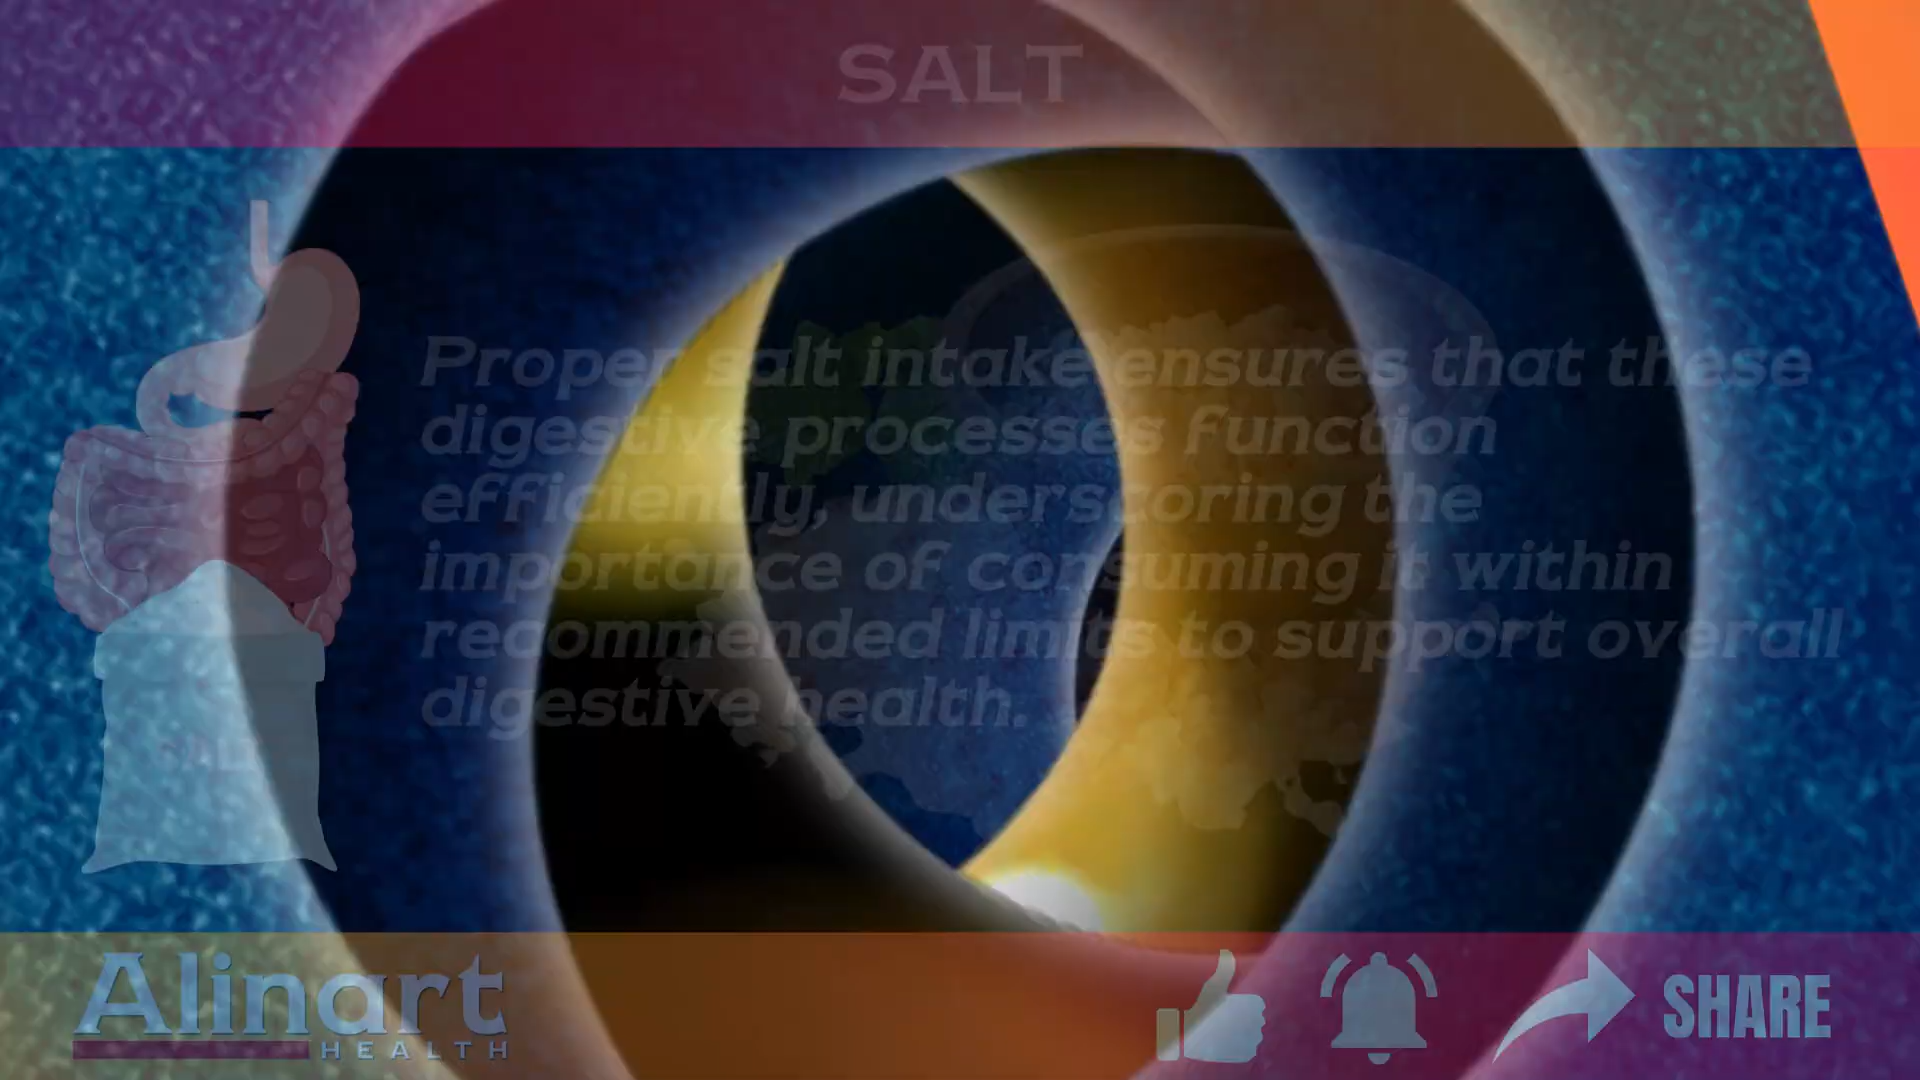 SALT
Proper salt intake ensures that these
digestive processes function
efficiently, underscoring the
importance of consuming it within
recommended limits to support overall
digestive health.
Alinart
HEALTH
SHARE